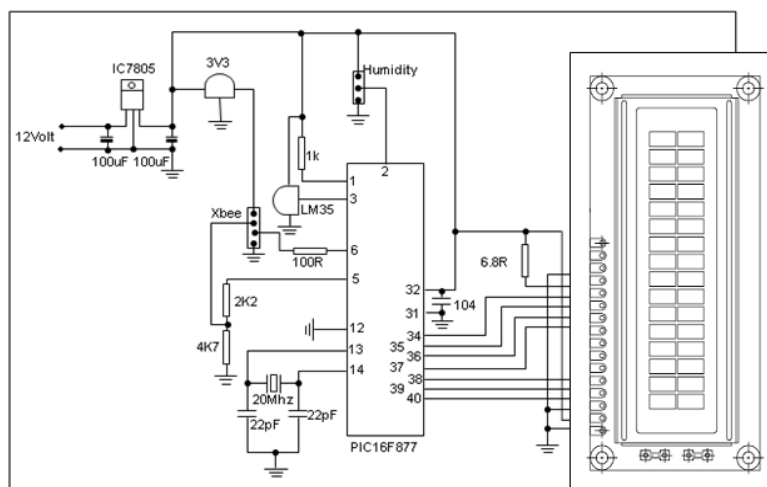 IC7805
3V3
Humidity
12Volt
100uF 100uF
1k
2
1
3
LM35
Xbee
6
100R
5
6.8R
2K2
32
104
31
12
34
4K7
13
35
36
14
37
20Mhz
38
39
22pF
22pF
40
PIC16F877